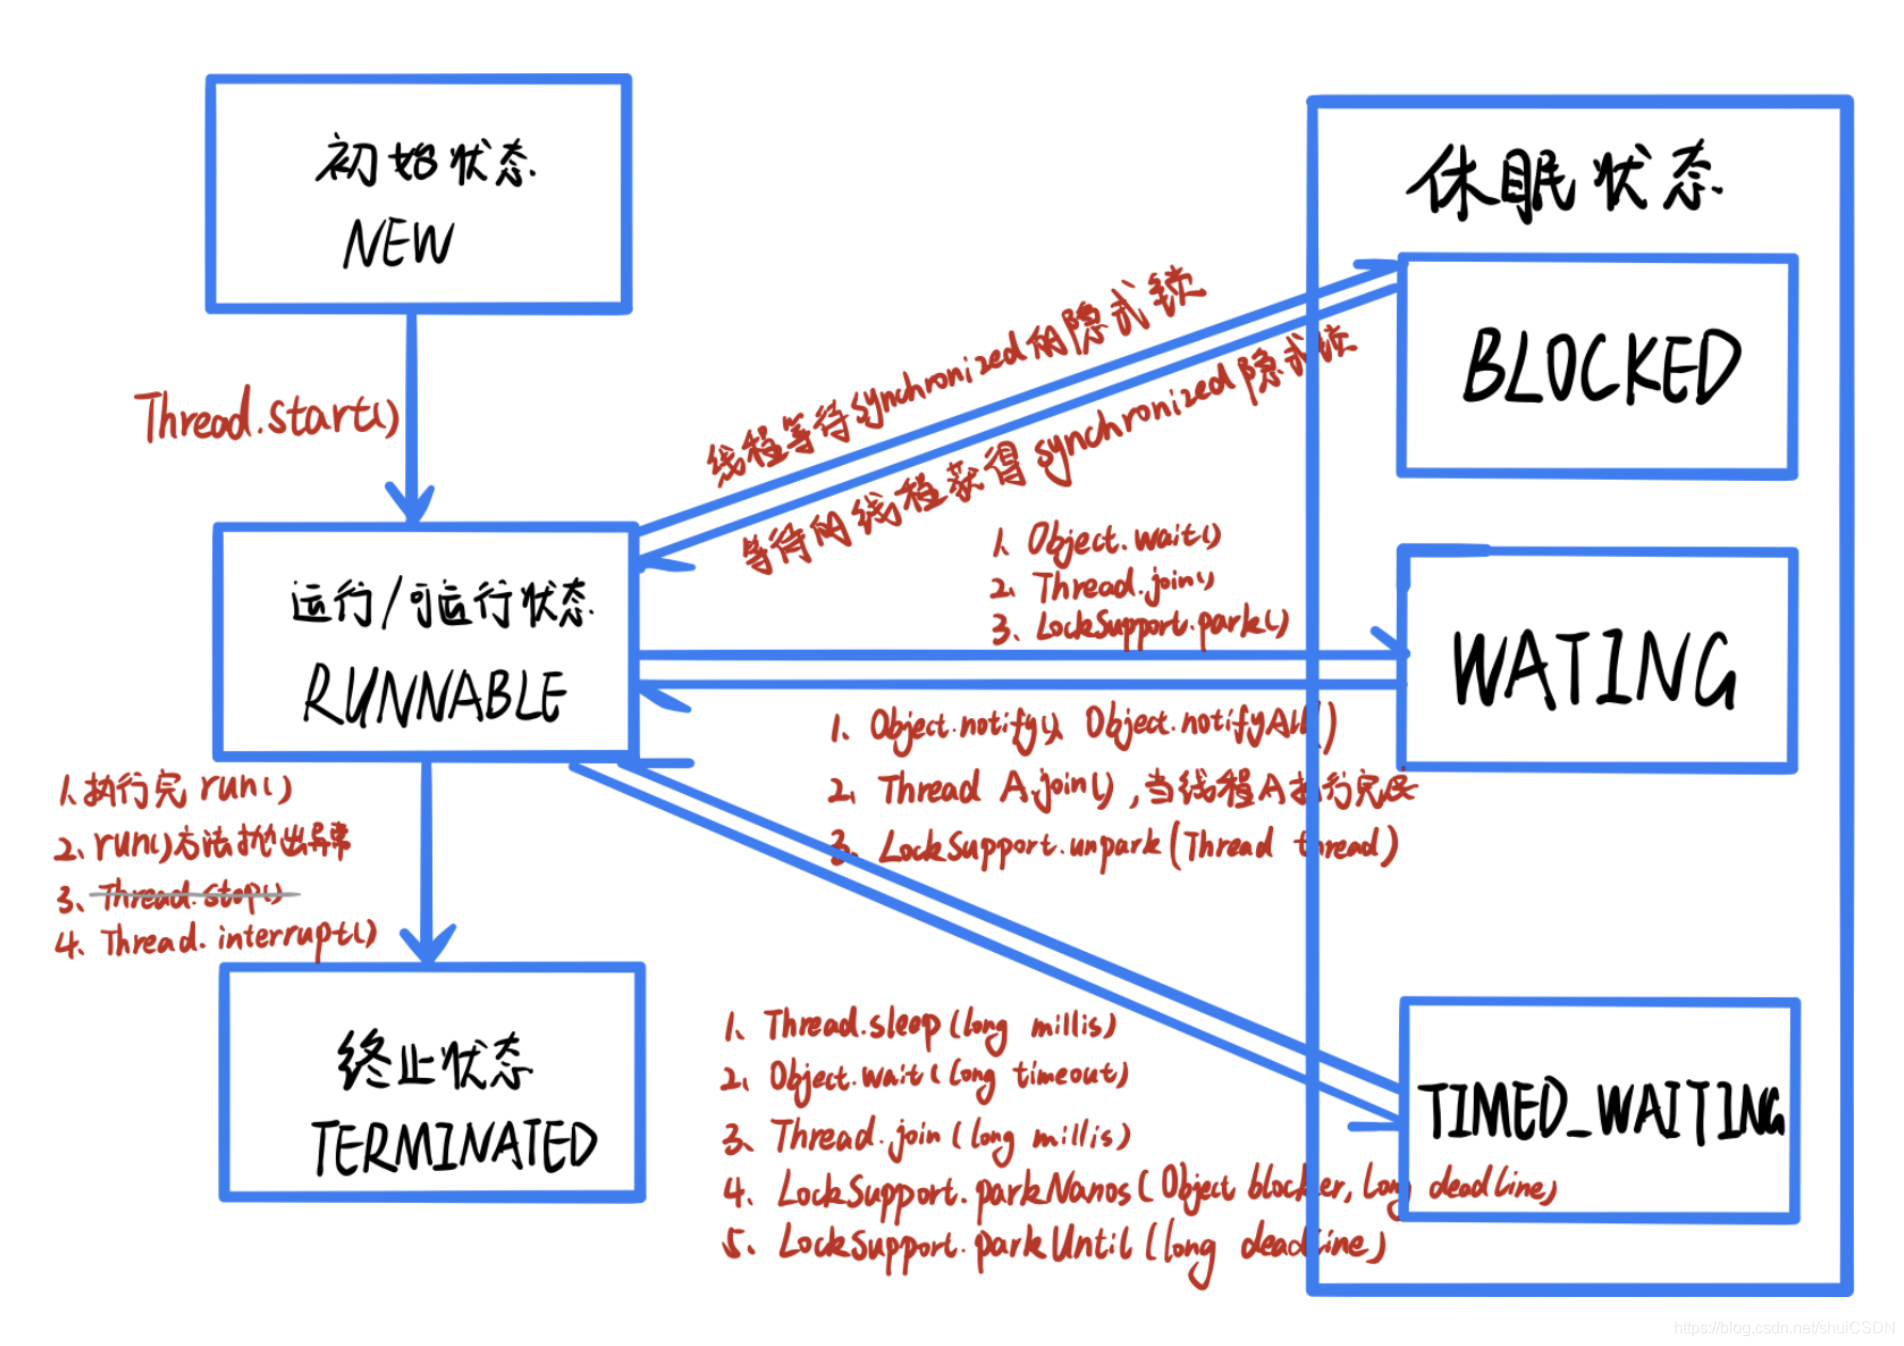 初始状态
NEW
Thread.start()
运行/可运行状态
RUNNABLE
1、执行完 run()
2、run()方法抛出异常
3、Thread.stop()
4、Thread.interrupt()
终止状态
TERMINATED
休眠状态
BLOCKED
线程等待synchronized的隐式锁
等待的线程获得synchronized隐式锁
1、Object.wait()
2、Thread.join()
3、LockSupport.park()
WATING
1、Object.notify()、Object.notifyAll()
2、Thread A.join(),当线程A执行完后
3、LockSupport.unpark(Thread thread)
TIMED_WAITING
1、Thread.sleep(long millis)
2、Object.wait(long timeout)
3、Thread.join(long millis)
4、LockSupport.parkNanos(Object blocker, long deadline)
5、LockSupport.parkUntil(long deadline)
https://blog.csdn.net/shuiCSDN